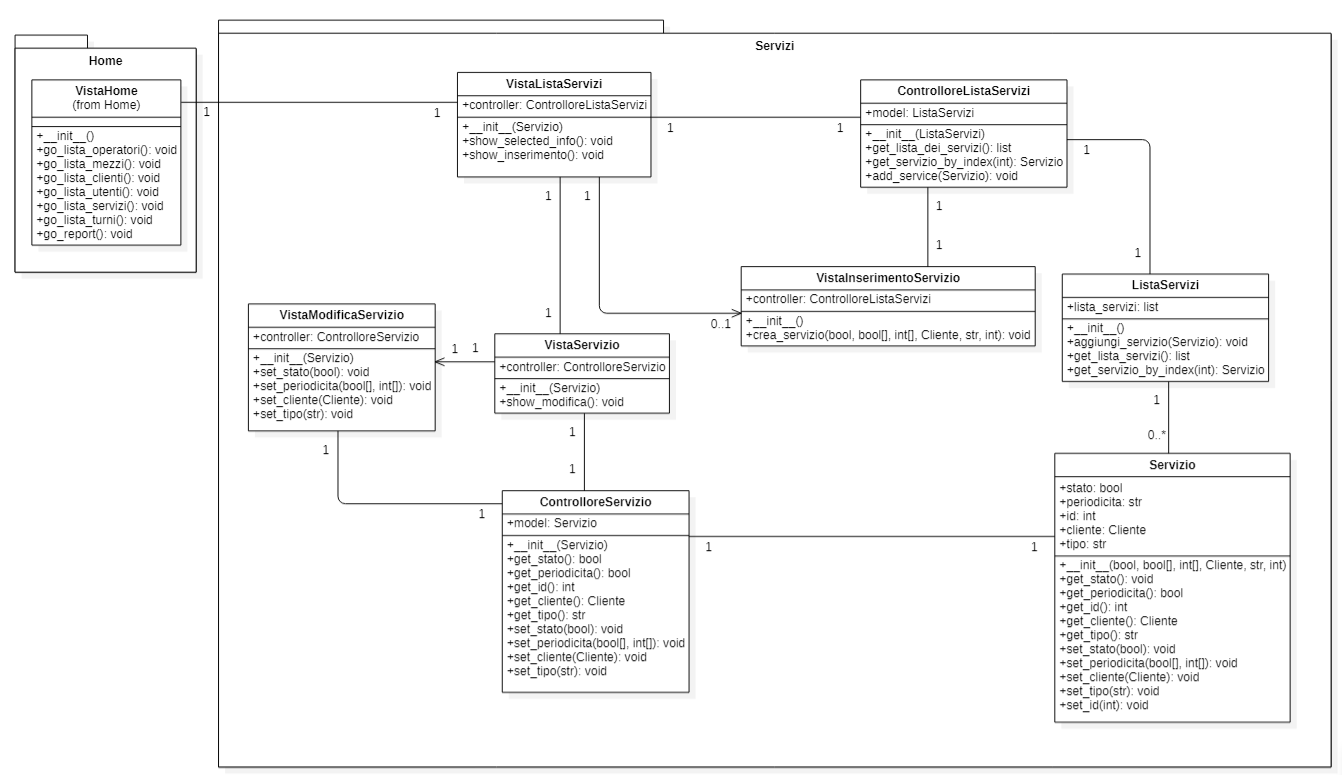 Home
VistaHome
(from Home)
+__init__()
+go_lista_operatori(): void
+go_lista_mezzi(): void
+go_lista_clienti(): void
+go_lista_utenti(): void
+go_lista_servizi(): void
+go_lista_turni(): void
+go_report(): void
1
1
Servizi
VistaListaServizi
+controller: ControlloreListaServizi
+__init__(Servizio)
+show_selected_info(): void
+show_inserimento(): void
1
1
ControlloreListaServizi
+model: ListaServizi
+__init__(ListaServizi)
+get_lista_dei_servizi(): list
+get_servizio_by_index(int): Servizio
+add_service(Servizio): void
1
1
1
1
1
1
1
1
0..1
VistaInserimentoServizio
+controller: ControlloreListaServizi
+__init__()
+crea_servizio(bool, bool[], int[], Cliente, str, int): void
ListaServizi
+lista_servizi: list
+__init__()
+aggiungi_servizio(Servizio): void
+get_lista_servizi(): list
+get_servizio_by_index(int): Servizio
VistaModificaServizio
+controller: ControlloreServizio
+__init__(Servizio)
+set_stato(bool): void
+set_periodicita(bool[], int[]): void
+set_cliente(Cliente): void
+set_tipo(str): void
1
1
VistaServizio
+controller: ControlloreServizio
+__init__(Servizio)
+show_modifica(): void
1
0..*
1
1
1
1
ControlloreServizio
+model: Servizio
+__init__(Servizio)
+get_stato(): bool
+get_periodicita(): bool
+get_id(): int
+get_cliente(): Cliente
+get_tipo(): str
+set_stato(bool): void
+set_periodicita(bool[], int[]): void
+set_cliente(Cliente): void
+set_tipo(str): void
1
1
Servizio
+stato: bool
+periodicita: str
+id: int
+cliente: Cliente
+tipo: str
+__init__(bool, bool[], int[], Cliente, str, int)
+get_stato(): void
+get_periodicita(): bool
+get_id(): int
+get_cliente(): Cliente
+get_tipo(): str
+set_stato(bool): void
+set_periodicita(bool[], int[]): void
+set_cliente(Cliente): void
+set_tipo(str): void
+set_id(int): void